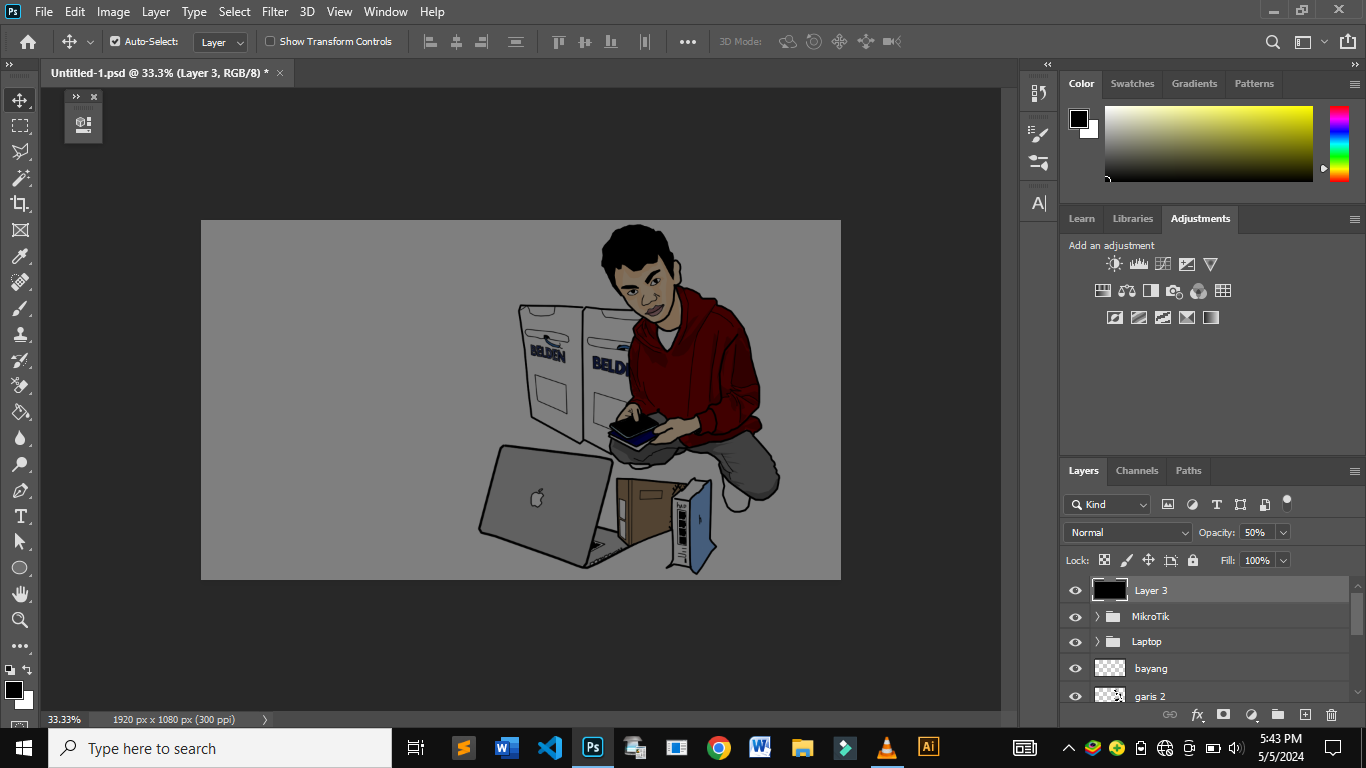 Ps File Edit Image Layer Type Select Filter 3D View Window Help
Auto-Select: Layer Show Transform Controls 3D Mode:
Untitled-1.psd @ 33.3% (Layer 3, RGB/8) *
Color Swatches Gradients Patterns
A
Learn Libraries Adjustments
Add an adjustment
BELDEN
BELDEN
Layers Channels Paths
Kind
T
Normal Opacity: 50%
Lock: Fill: 100%
Layer 3
MikroTik
Laptop
bayang
garis 2
fx
33.33% 1920 px x 1080 px (300 ppi)
Type here to search
W Ps W Ai
5:43 PM
5/5/2024